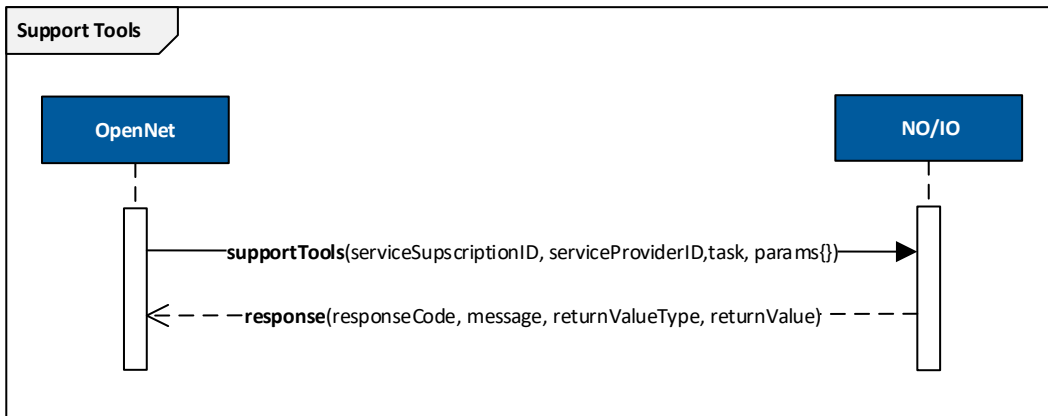 Support Tools
OpenNet
NO/IO
supportTools(serviceSupscriptionID, serviceProviderID,task, params{})
response(responseCode, message, returnValueType, returnValue)